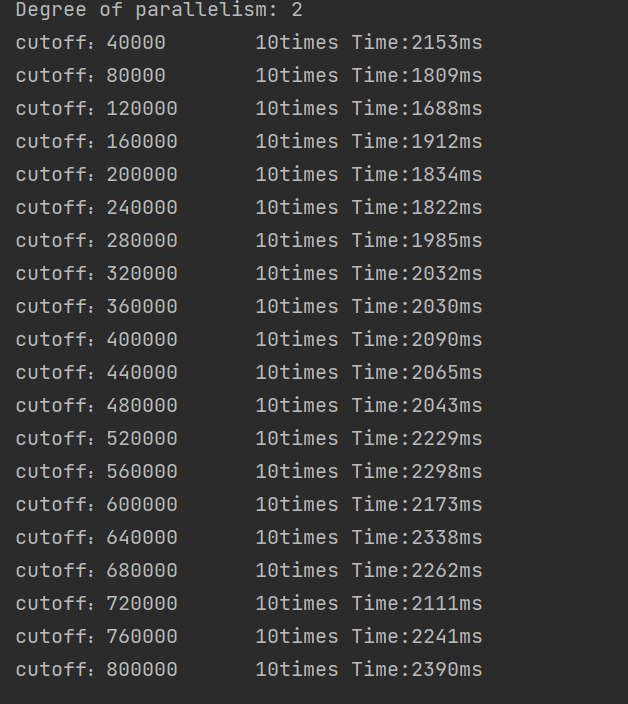 Degree of parallelism: 2
cutoff：40000 10times Time:2153ms
cutoff：80000 10times Time:1809ms
cutoff：120000 10times Time:1688ms
cutoff：160000 10times Time:1912ms
cutoff：200000 10times Time:1834ms
cutoff：240000 10times Time:1822ms
cutoff：280000 10times Time:1985ms
cutoff：320000 10times Time:2032ms
cutoff：360000 10times Time:2030ms
cutoff：400000 10times Time:2090ms
cutoff：440000 10times Time:2065ms
cutoff：480000 10times Time:2043ms
cutoff：520000 10times Time:2229ms
cutoff：560000 10times Time:2298ms
cutoff：600000 10times Time:2173ms
cutoff：640000 10times Time:2338ms
cutoff：680000 10times Time:2262ms
cutoff：720000 10times Time:2111ms
cutoff：760000 10times Time:2241ms
cutoff：800000 10times Time:2390ms